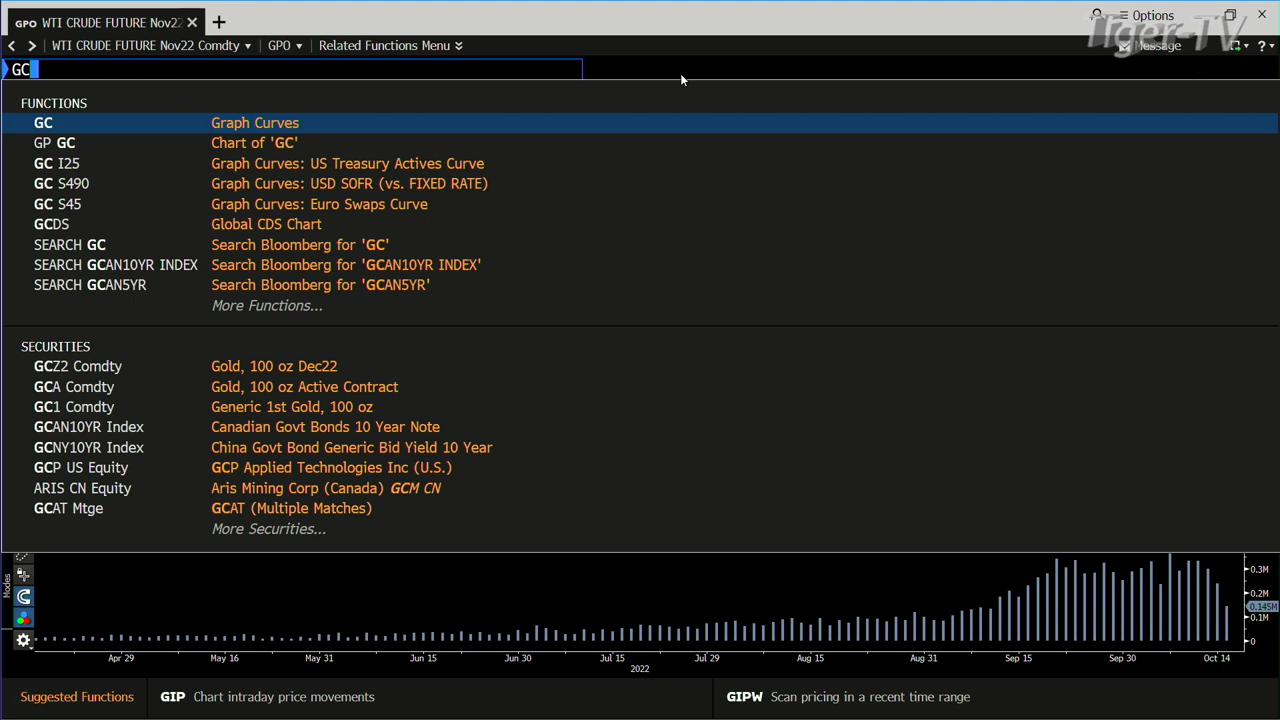 GPO WTI CRUDE FUTURE Nov22
Options
WTI CRUDE FUTURE Nov22 Comdty GPO Related Functions Menu Message ?
Tiger-TV
GC
FUNCTIONS
GC Graph Curves
GP GC Chart of 'GC'
GC I25 Graph Curves: US Treasury Actives Curve
GC S490 Graph Curves: USD SOFR (vs. FIXED RATE)
GC S45 Graph Curves: Euro Swaps Curve
GCDS Global CDS Chart
SEARCH GC Search Bloomberg for 'GC'
SEARCH GCAN10YR INDEX Search Bloomberg for 'GCAN10YR INDEX'
SEARCH GCAN5YR Search Bloomberg for 'GCAN5YR'
More Functions...
SECURITIES
GCZ2 Comdty Gold, 100 oz Dec22
GCA Comdty Gold, 100 oz Active Contract
GC1 Comdty Generic 1st Gold, 100 oz
GCAN10YR Index Canadian Govt Bonds 10 Year Note
GCNY10YR Index China Govt Bond Generic Bid Yield 10 Year
GCP US Equity GCP Applied Technologies Inc (U.S.)
ARIS CN Equity Aris Mining Corp (Canada) GCM CN
GCAT Mtge GCAT (Multiple Matches)
More Securities...
Modes
0.3M
0.2M
0.145M
0.1M
0
Apr 29 May 16 May 31 Jun 15 Jun 30 Jul 15 Jul 29 Aug 15 Aug 31 Sep 15 Sep 30 Oct 14
2022
Suggested Functions GIP Chart intraday price movements GIPW Scan pricing in a recent time range